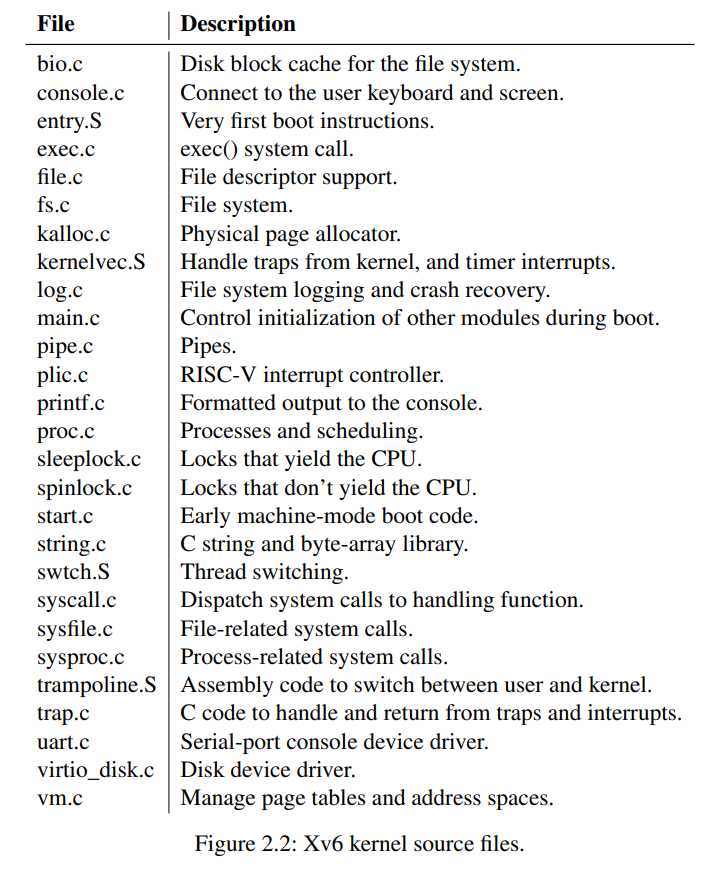 File Description
bio.c Disk block cache for the file system.
console.c Connect to the user keyboard and screen.
entry.S Very first boot instructions.
exec.c exec() system call.
file.c File descriptor support.
fs.c File system.
kalloc.c Physical page allocator.
kernelvec.S Handle traps from kernel, and timer interrupts.
log.c File system logging and crash recovery.
main.c Control initialization of other modules during boot.
pipe.c Pipes.
plic.c RISC-V interrupt controller.
printf.c Formatted output to the console.
proc.c Processes and scheduling.
sleeplock.c Locks that yield the CPU.
spinlock.c Locks that don’t yield the CPU.
start.c Early machine-mode boot code.
string.c C string and byte-array library.
swtch.S Thread switching.
syscall.c Dispatch system calls to handling function.
sysfile.c File-related system calls.
sysproc.c Process-related system calls.
trampoline.S Assembly code to switch between user and kernel.
trap.c C code to handle and return from traps and interrupts.
uart.c Serial-port console device driver.
virtio_disk.c Disk device driver.
vm.c Manage page tables and address spaces.
Figure 2.2: Xv6 kernel source files.